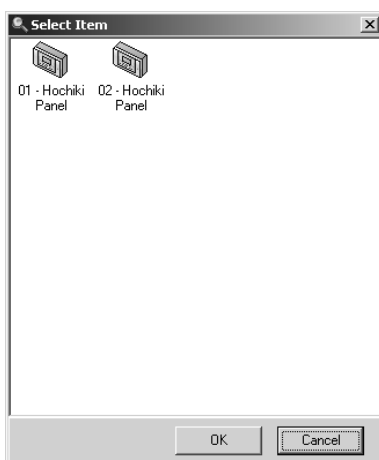 Select Item
01 - Hochiki
Panel
02 - Hochiki
Panel
OK
Cancel